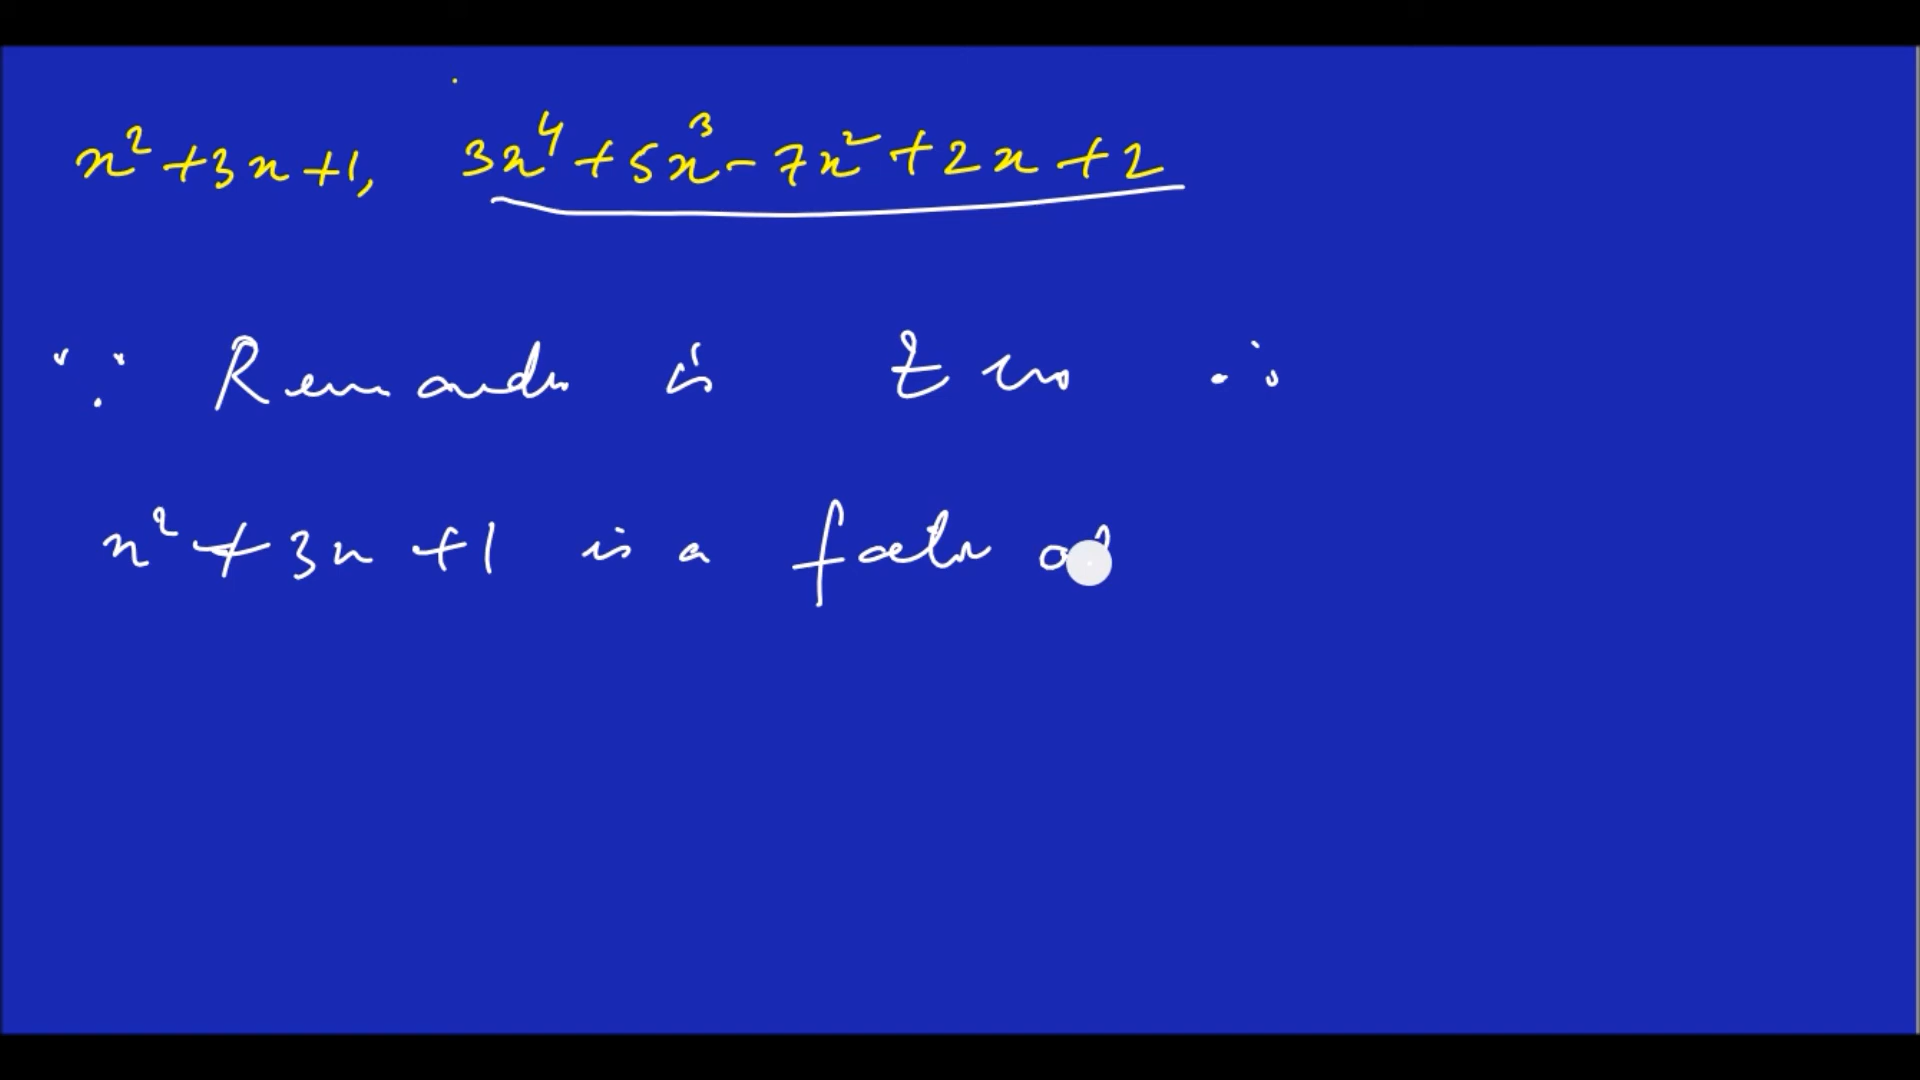 x² + 3x + 1, 3x⁴ + 5x³ - 7x² + 2x + 2
∵ Remainder is Zero ∴
x² + 3x + 1 is a factor of